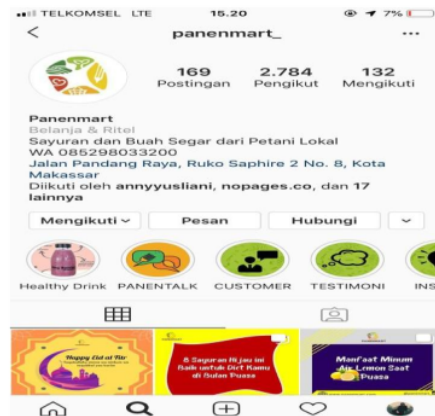 TELKOMSEL LTE 15.20 7%
panenmart_
169 2.784 132
Postingan Pengikut Mengikuti
Panenmart
Belanja & Ritel
Sayuran dan Buah Segar dari Petani Lokal
WA 085298033200
Jalan Pandang Raya, Ruko Saphire 2 No. 8, Kota
Makassar
Diikuti oleh annyyusliani, nopages.co, dan 17
lainnya
Mengikuti Pesan Hubungi
Healthy Drink PANENTALK CUSTOMER TESTIMONI INS
Happy Eid al Fitr
8 Sayuran Hijau ini
Baik untuk Diet Kamu
di Bulan Puasa
Manfaat Minum
Air Lemon Saat
Puasa